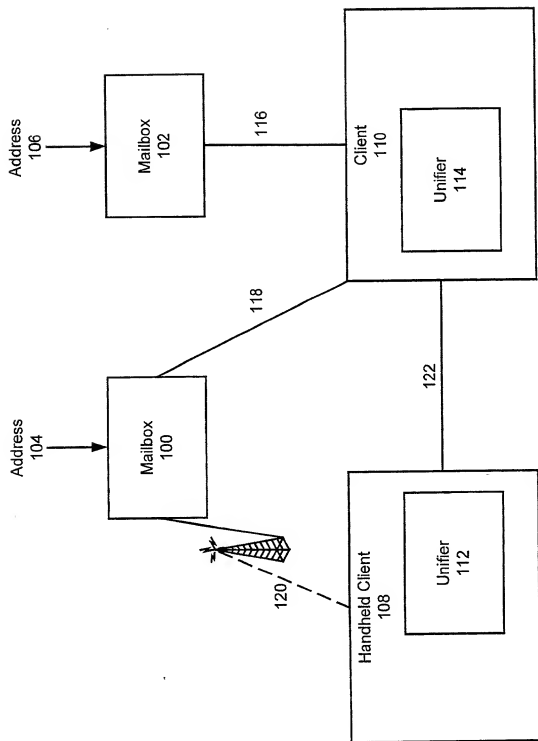 Address
104
Address
106
Mailbox
100
Mailbox
102
118
116
120
Handheld Client
108
Unifier
112
122
Client
110
Unifier
114